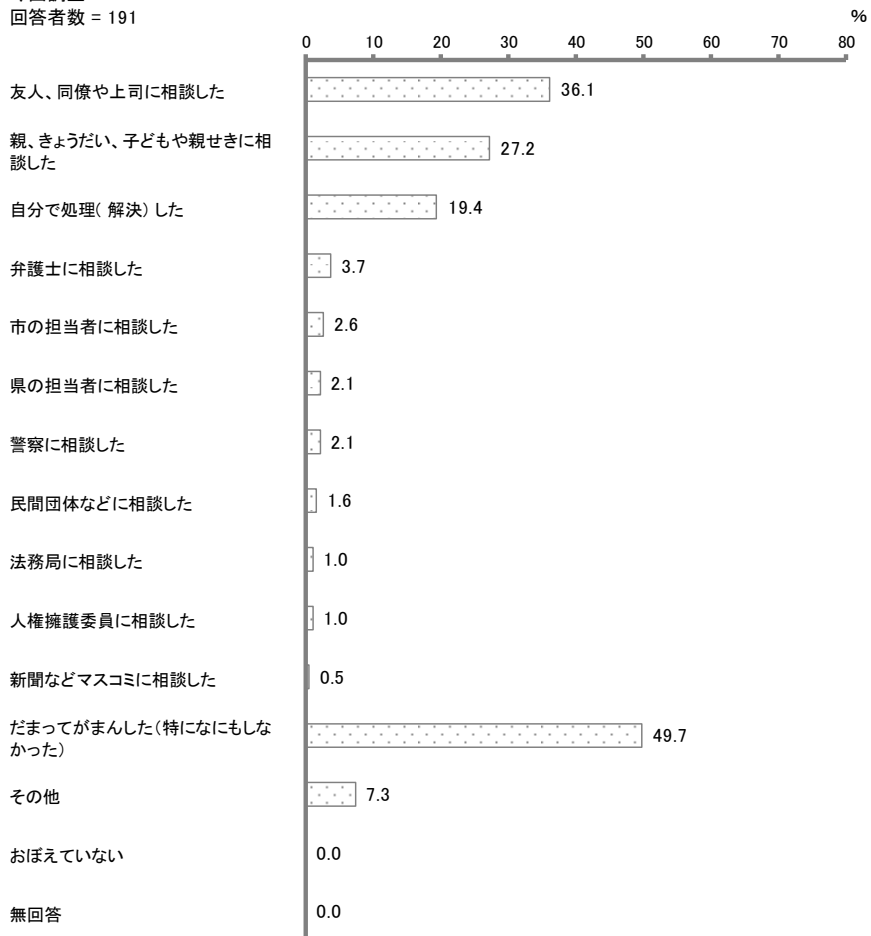 回答者数 = 191
%
0 10 20 30 40 50 60 70 80
友人、同僚や上司に相談した 36.1
親、きょうだい、子どもや親せきに相
談した 27.2
自分で処理( 解決) した 19.4
弁護士に相談した 3.7
市の担当者に相談した 2.6
県の担当者に相談した 2.1
警察に相談した 2.1
民間団体などに相談した 1.6
法務局に相談した 1.0
人権擁護委員に相談した 1.0
新聞などマスコミに相談した 0.5
だまってがまんした(特になにもしな
かった) 49.7
その他 7.3
おぼえていない 0.0
無回答 0.0